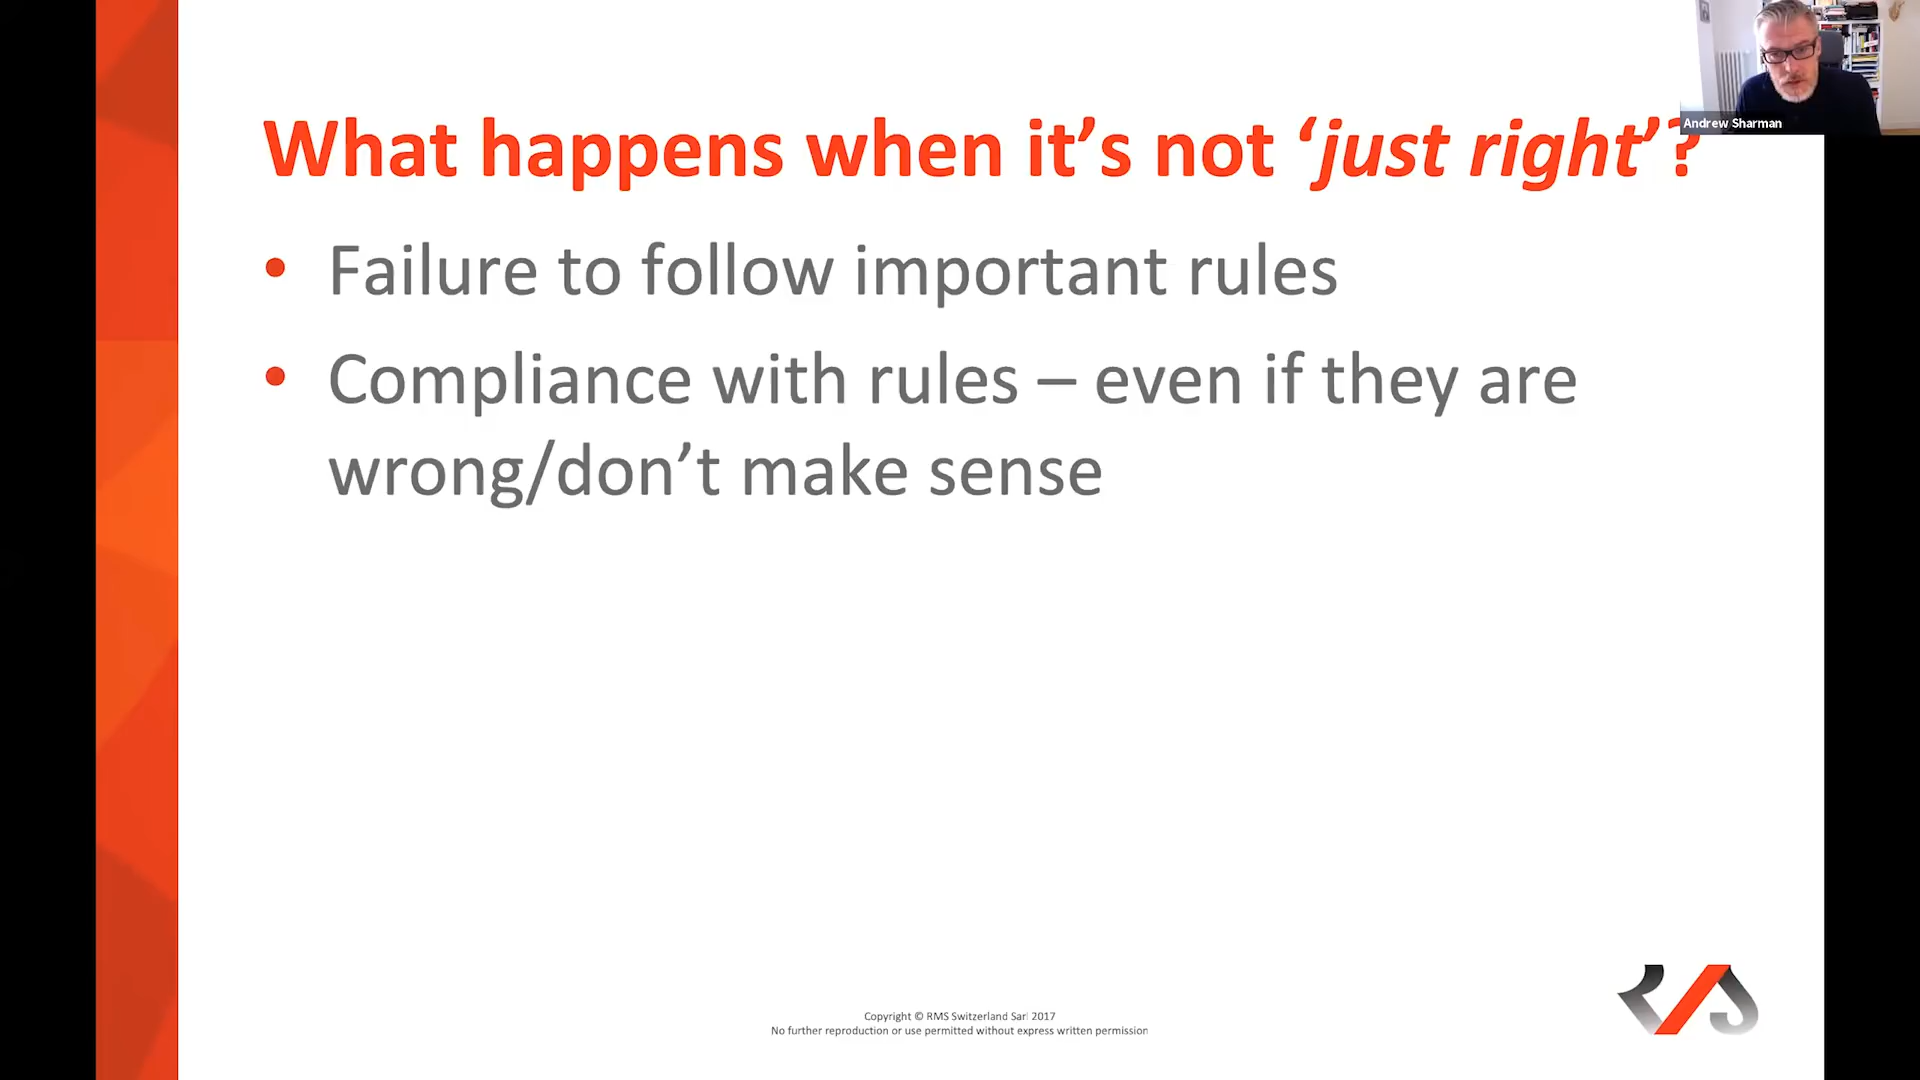 What happens when it's not ‘just right’?
Andrew Sharman
• Failure to follow important rules
• Compliance with rules – even if they are
wrong/don't make sense
Copyright © RMS Switzerland Sarl 2017
No further reproduction or use permitted without express written permission